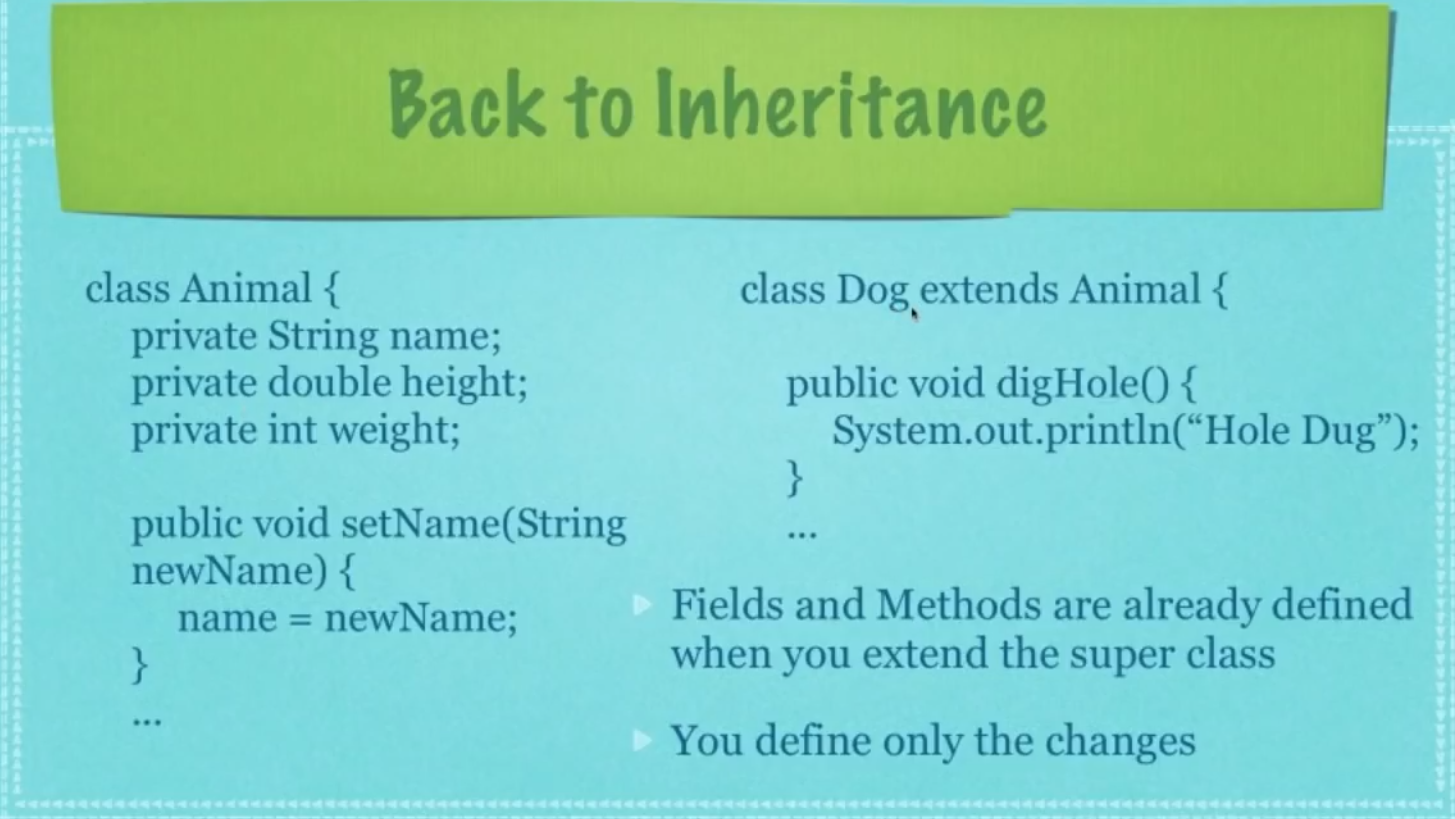 Back to Inheritance
class Animal {
private String name;
private double height;
private int weight;
public void setName(String
newName) {
name = newName;
}
...
class Dog extends Animal {
public void digHole() {
System.out.println(“Hole Dug”);
}
...
Fields and Methods are already defined
when you extend the super class
You define only the changes